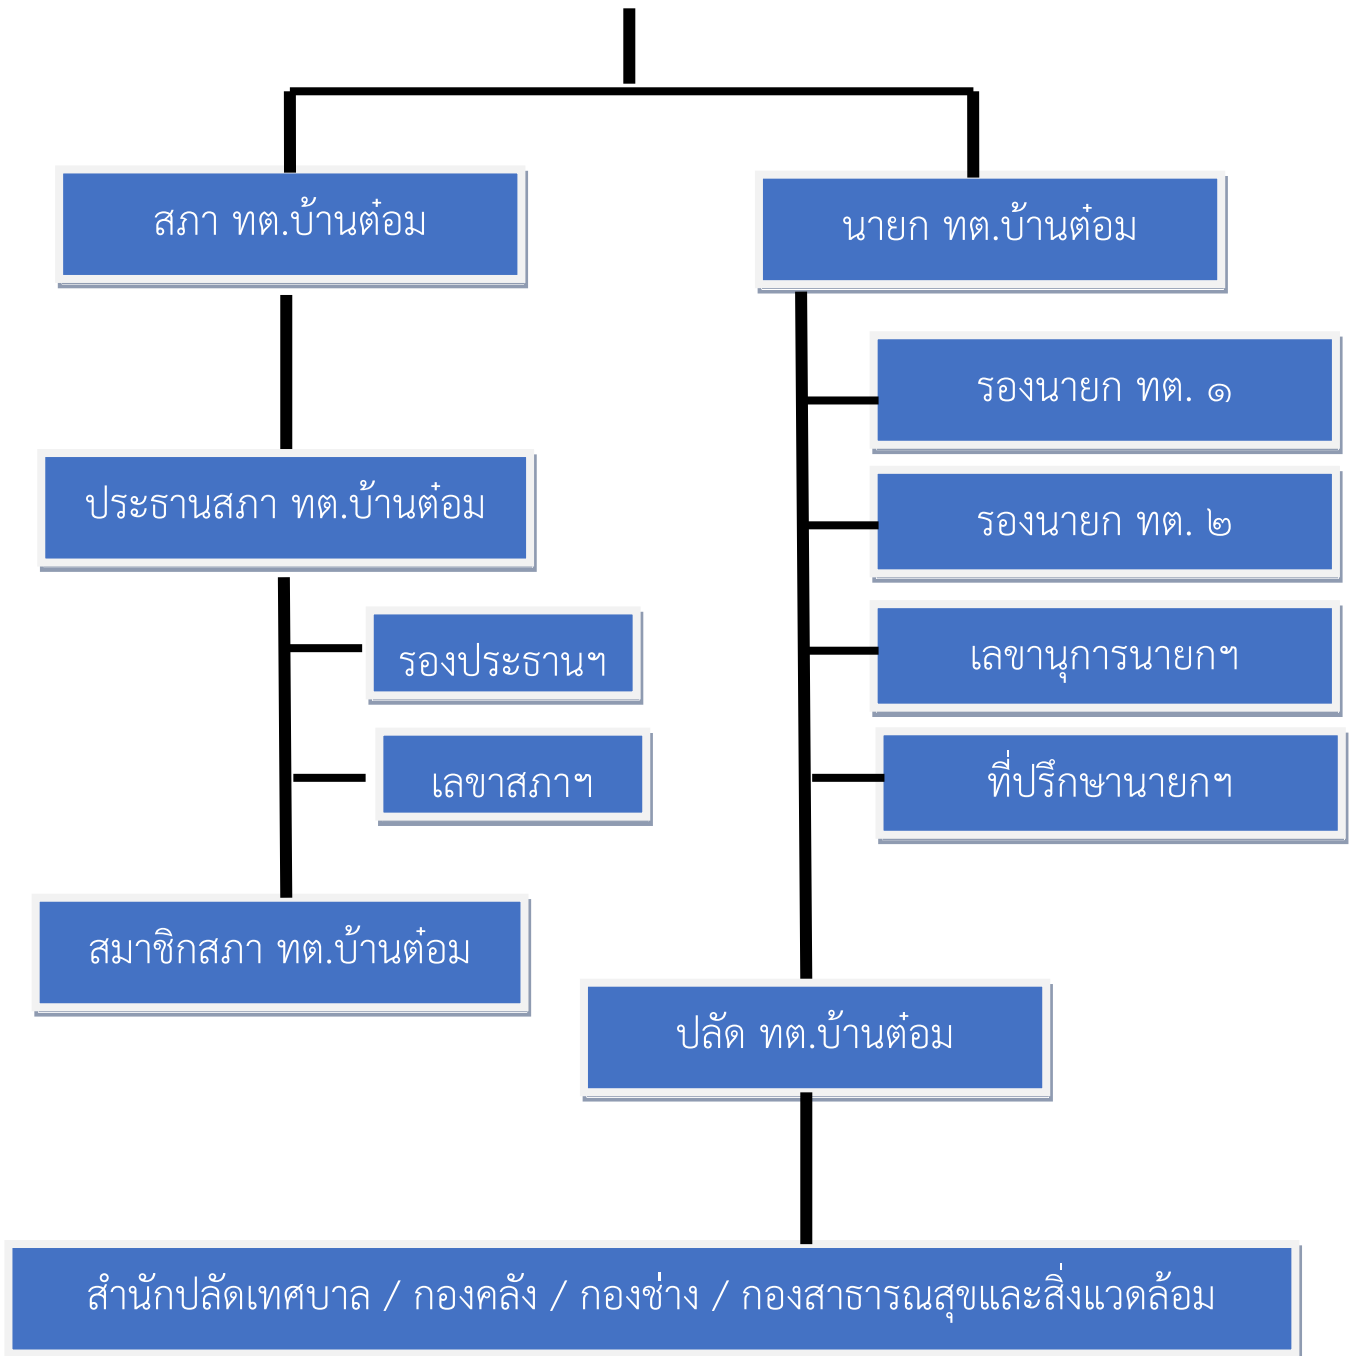 สภา ทต.บ้านต๋อม
นายก ทต.บ้านต๋อม
รองนายก ทต. ๑
รองนายก ทต. ๒
ประธานสภา ทต.บ้านต๋อม
รองประธานฯ
เลขานุการนายกฯ
เลขาสภาฯ
ที่ปรึกษานายกฯ
สมาชิกสภา ทต.บ้านต๋อม
ปลัด ทต.บ้านต๋อม
สำนักปลัดเทศบาล / กองคลัง / กองช่าง / กองสาธารณสุขและสิ่งแวดล้อม